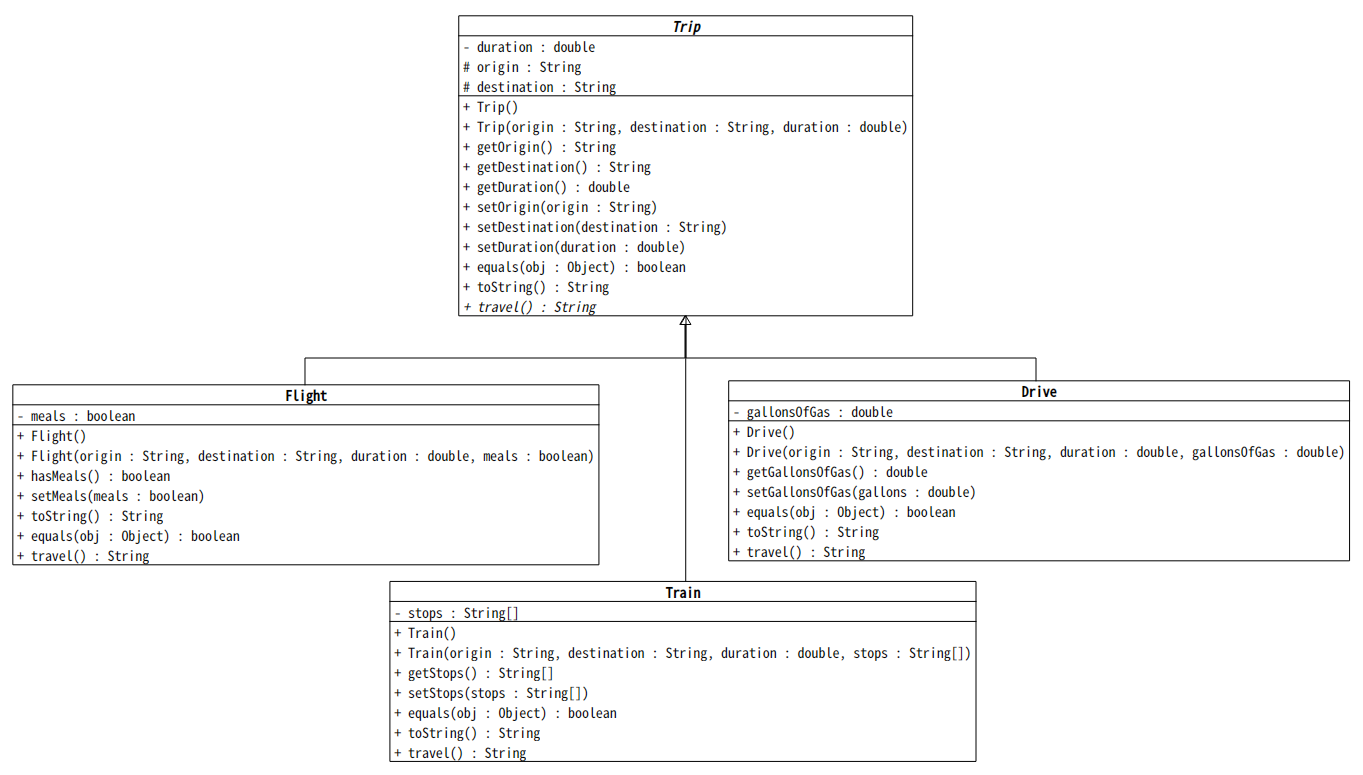 Trip
- duration : double
# origin : String
# destination : String
+ Trip()
+ Trip(origin : String, destination : String, duration : double)
+ getOrigin() : String
+ getDestination() : String
+ getDuration() : double
+ setOrigin(origin : String)
+ setDestination(destination : String)
+ setDuration(duration : double)
+ equals(obj : Object) : boolean
+ toString() : String
+ travel() : String
Flight
- meals : boolean
+ Flight()
+ Flight(origin : String, destination : String, duration : double, meals : boolean)
+ hasMeals() : boolean
+ setMeals(meals : boolean)
+ toString() : String
+ equals(obj : Object) : boolean
+ travel() : String
Drive
- gallonsOfGas : double
+ Drive()
+ Drive(origin : String, destination : String, duration : double, gallonsOfGas : double)
+ getGallonsOfGas() : double
+ setGallonsOfGas(gallons : double)
+ equals(obj : Object) : boolean
+ toString() : String
+ travel() : String
Train
- stops : String[]
+ Train()
+ Train(origin : String, destination : String, duration : double, stops : String[])
+ getStops() : String[]
+ setStops(stops : String[])
+ equals(obj : Object) : boolean
+ toString() : String
+ travel() : String